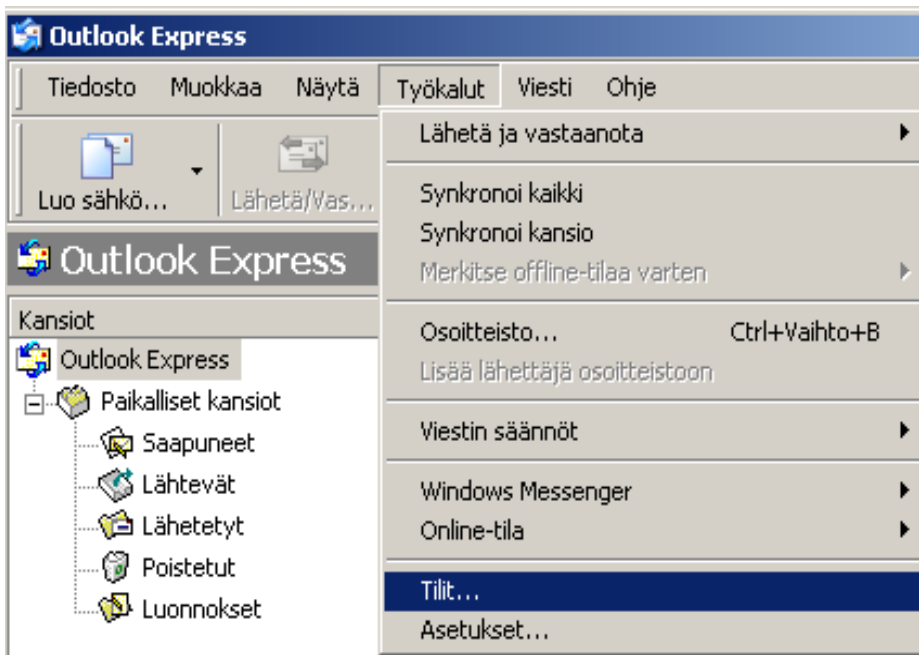 Outlook Express
Tiedosto Muokkaa Näytä Työkalut Viesti Ohje
Luo sähkö... Lähetä/Vas...
Outlook Express
Kansiot
Outlook Express
Paikalliset kansiot
Saapuneet
Lähtevät
Lähetetyt
Poistetut
Luonnokset
Lähetä ja vastaanota
Synkronoi kaikki
Synkronoi kansio
Merkitse offline-tilaa varten
Osoitteisto... Ctrl+Vaihto+B
Lisää lähettäjä osoitteistoon
Viestin säännöt
Windows Messenger
Online-tila
Tilit...
Asetukset...